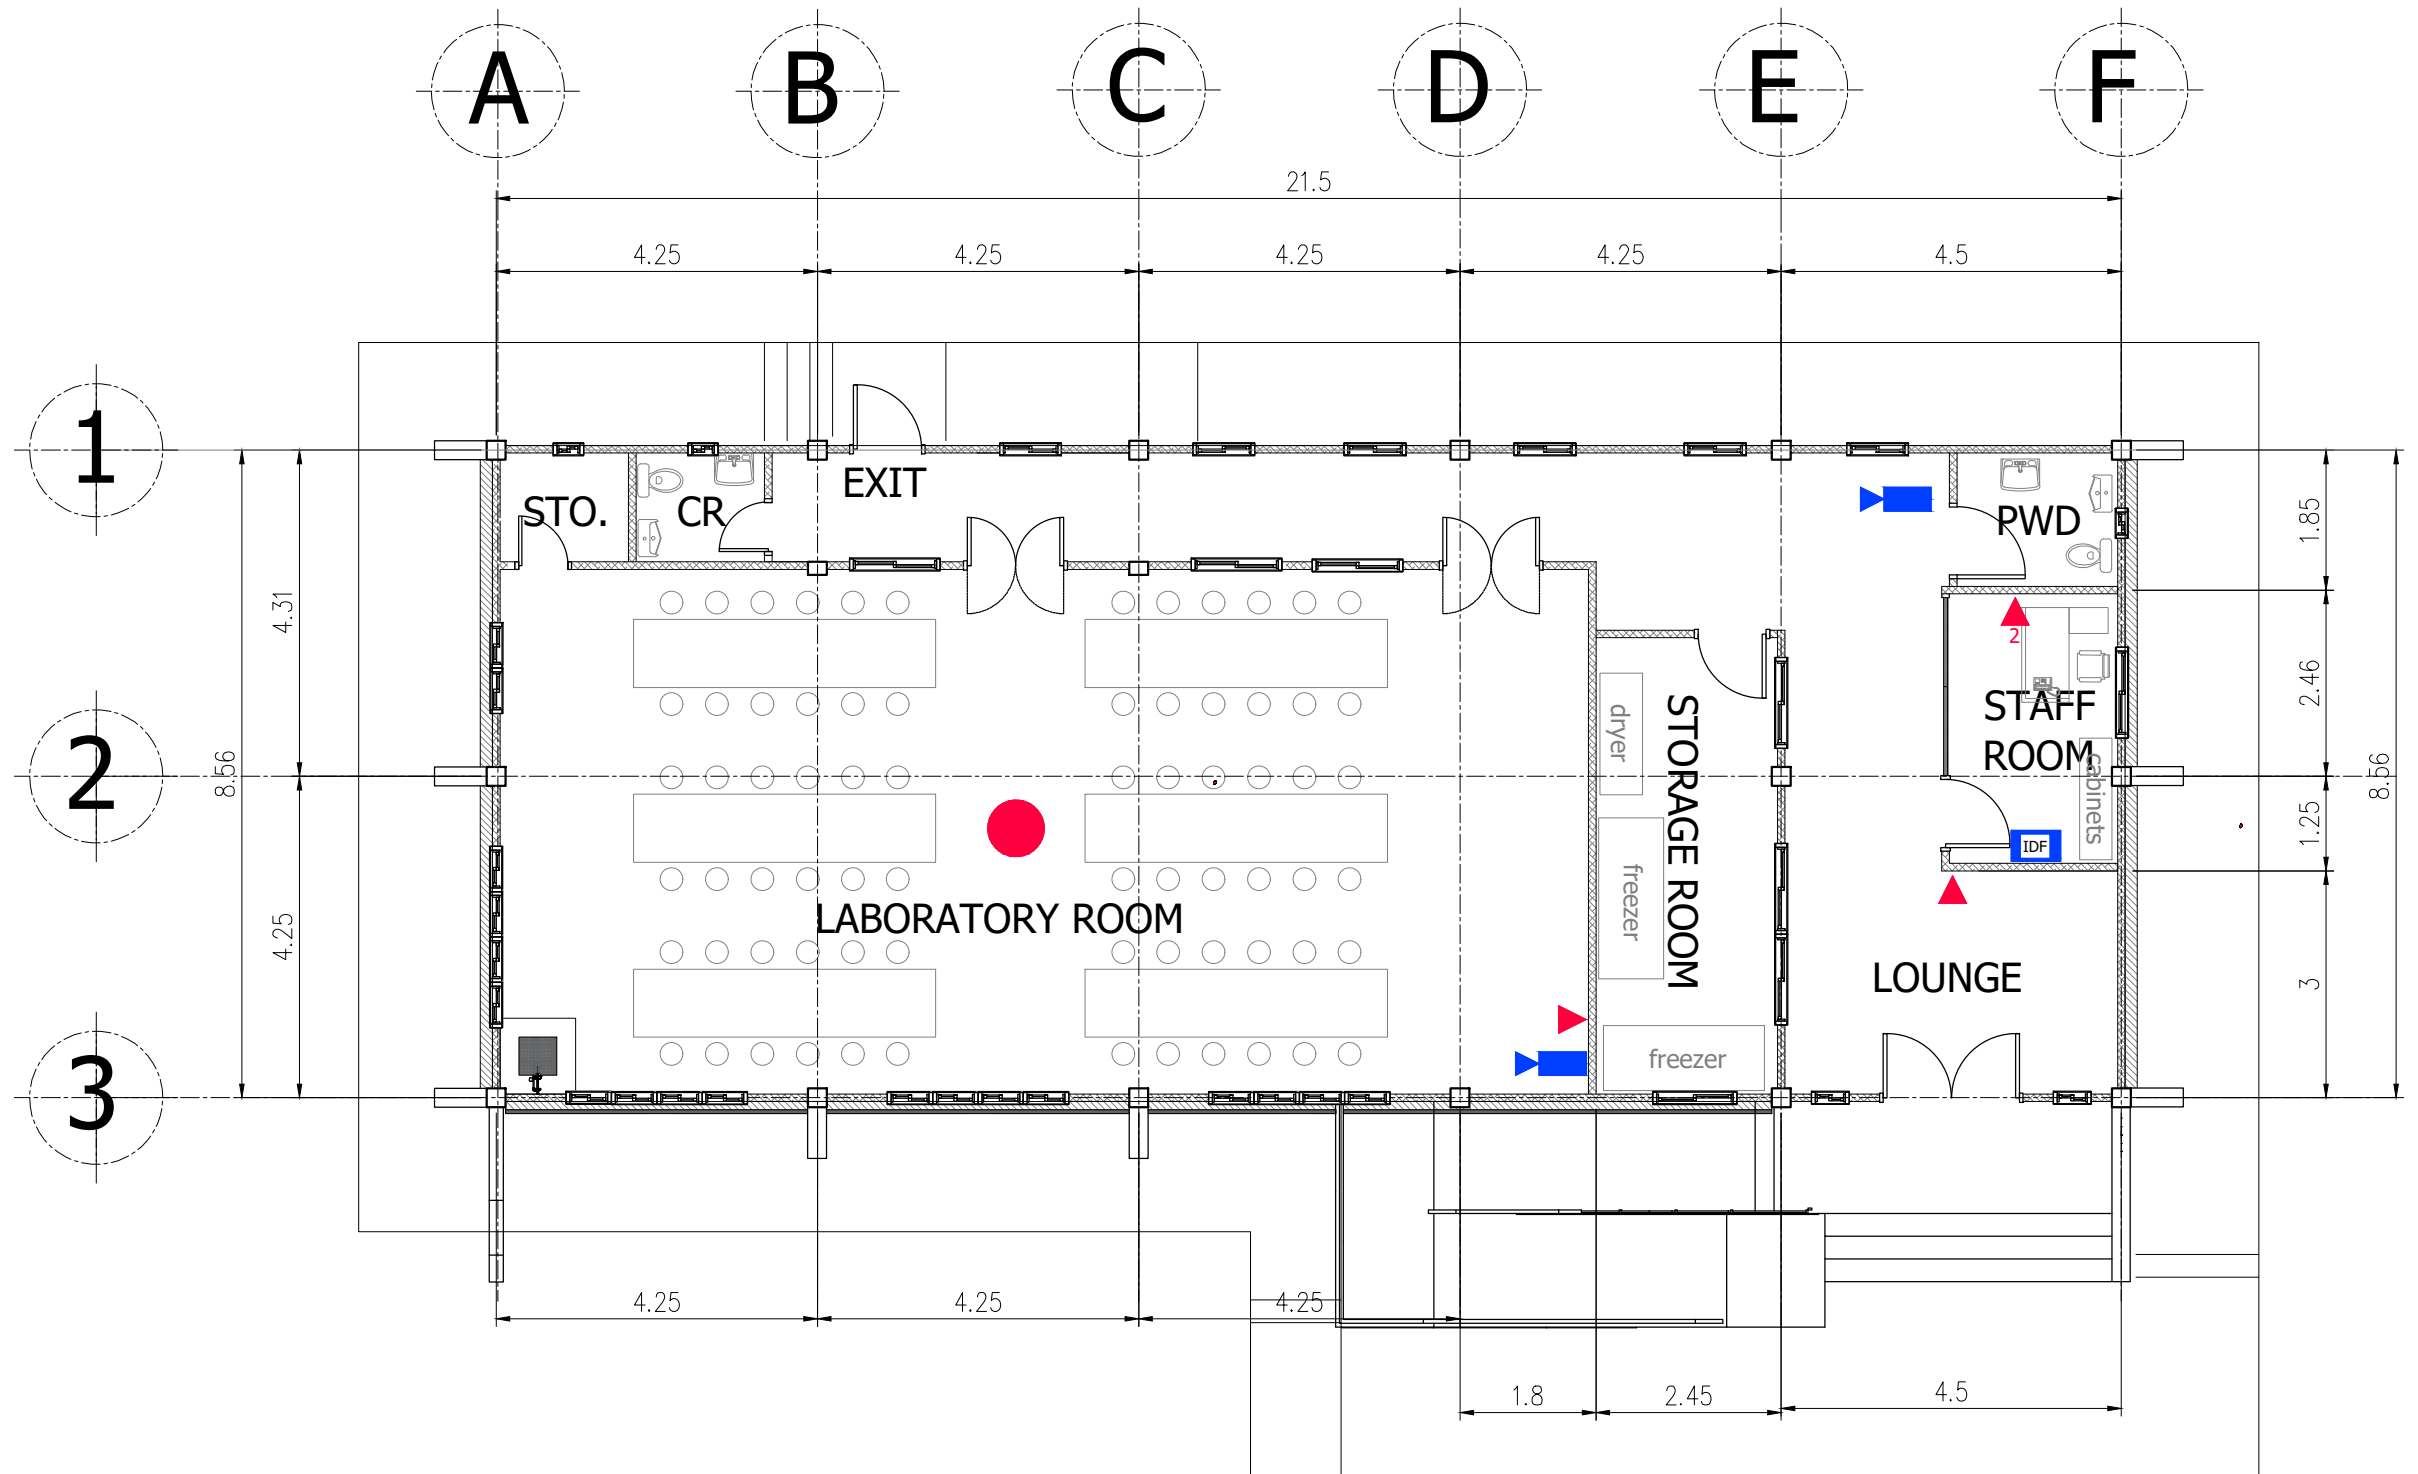 A B C D E F
21.5
4.25 4.25 4.25 4.25 4.5
1
2
3
8.56
4.31
4.25
STO.
CR
EXIT
PWD
1.85
2.46
1.25
3
8.56
2
STAFF
ROOM
cabinets
IDF
dryer
freezer
STORAGE ROOM
freezer
LABORATORY ROOM
LOUNGE
4.25 4.25 4.25
1.8 2.45 4.5